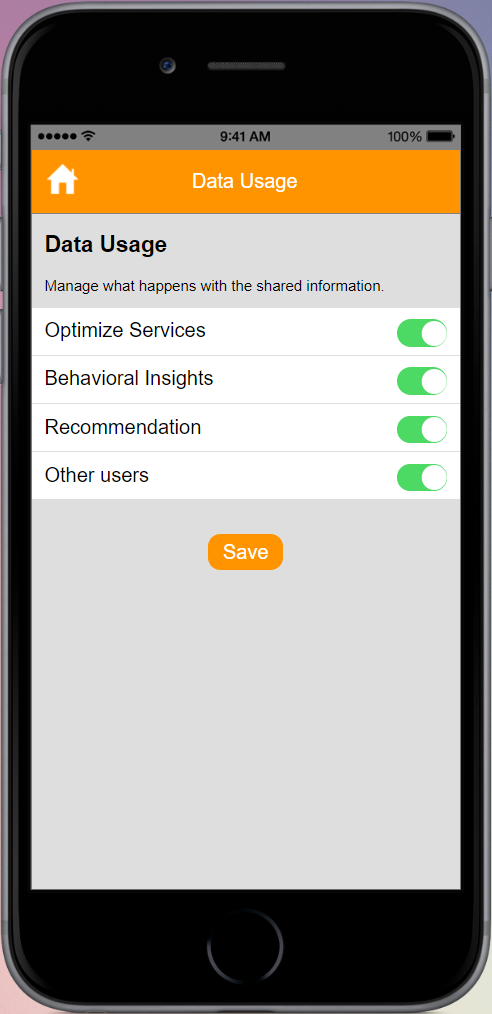 9:41 AM 100%
Data Usage
Data Usage
Manage what happens with the shared information.
Optimize Services
Behavioral Insights
Recommendation
Other users
Save